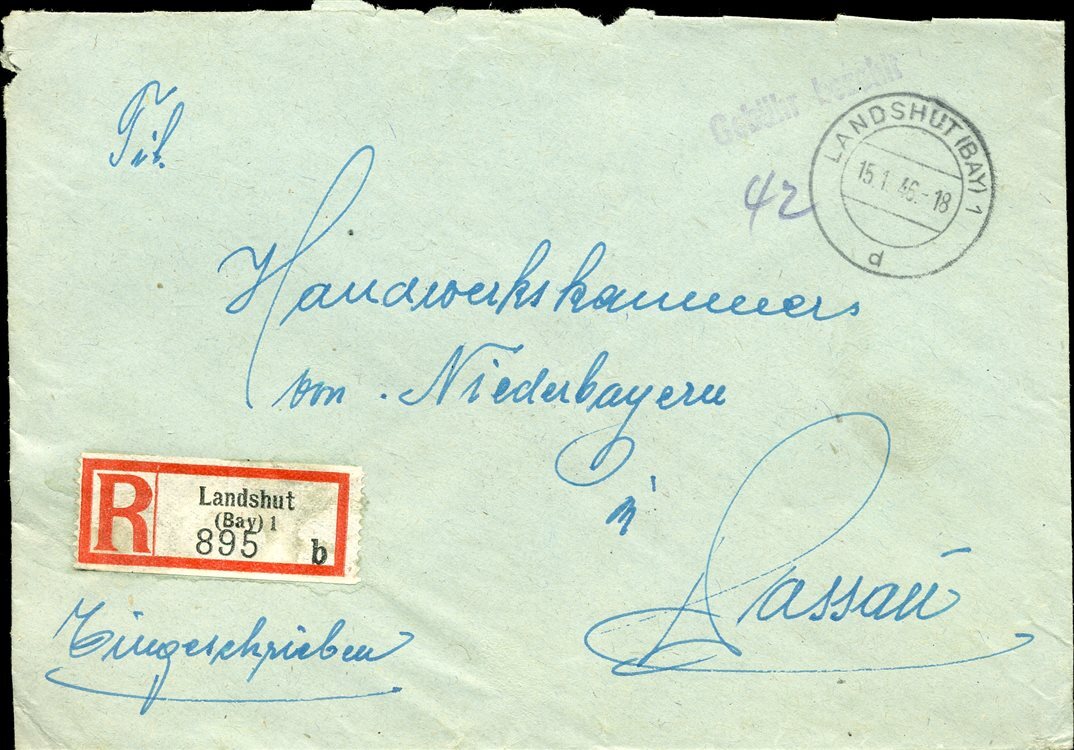 Gebühr bezahlt
LANDSHUT (BAY) 1
15.1.46.-18
d
42
Tit.
Handwerkskammers
von Niederbayern
in
Passau
R
Landshut
(Bay) 1
895 b
Eingeschrieben